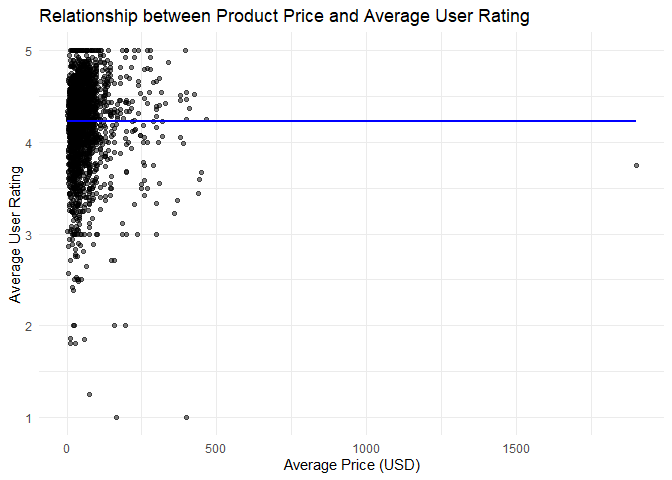 Relationship between Product Price and Average User Rating
5
4
3
2
1
Average User Rating
0 500 1000 1500
Average Price (USD)